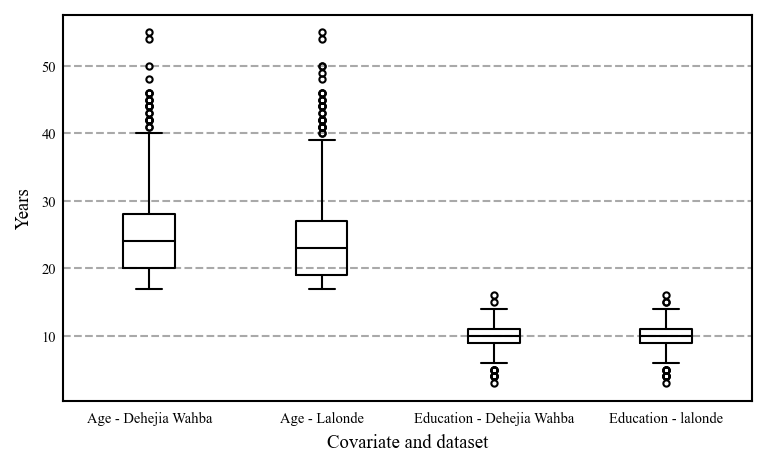 Years
50
40
30
20
10
Age - Dehejia Wahba
Age - Lalonde
Education - Dehejia Wahba
Education - lalonde
Covariate and dataset